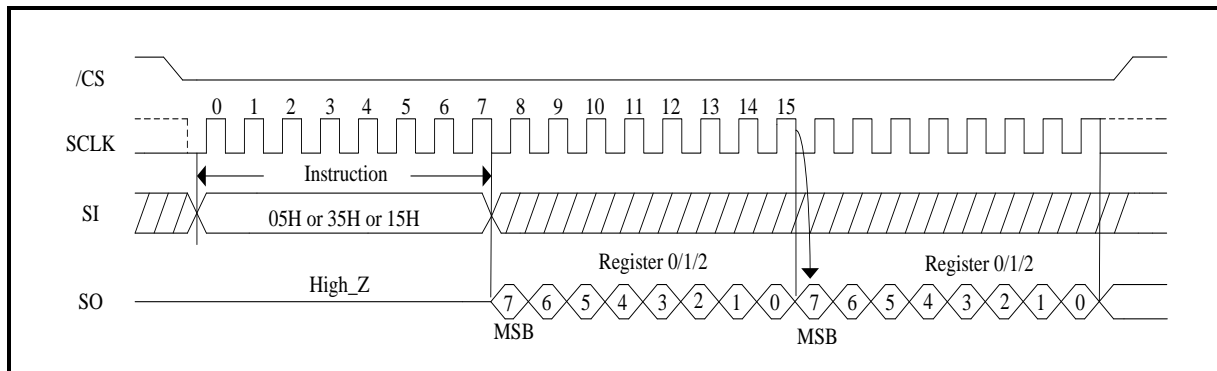 /CS
0 1 2 3 4 5 6 7 8 9 10 11 12 13 14 15
SCLK
Instruction
SI
05H or 35H or 15H
Register 0/1/2 Register 0/1/2
High_Z
SO
7 6 5 4 3 2 1 0 7 6 5 4 3 2 1 0
MSB MSB